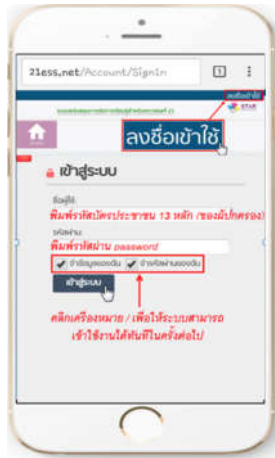 21ess.net/Account/SignIn
ลงชื่อเข้าใช้
STAR
ลงชื่อเข้าใช้
เข้าสู่ระบบ
ชื่อผู้ใช้
พิมพ์รหัสบัตรประชาชน 13 หลัก (ของผู้ปกครอง)
รหัสผ่าน
พิมพ์รหัสผ่าน password
จำข้อมูลของฉัน จำรหัสผ่านของฉัน
เข้าสู่ระบบ
คลิกเครื่องหมาย / เพื่อให้ระบบสามารถ
เข้าใช้งานได้ทันทีในครั้งต่อไป